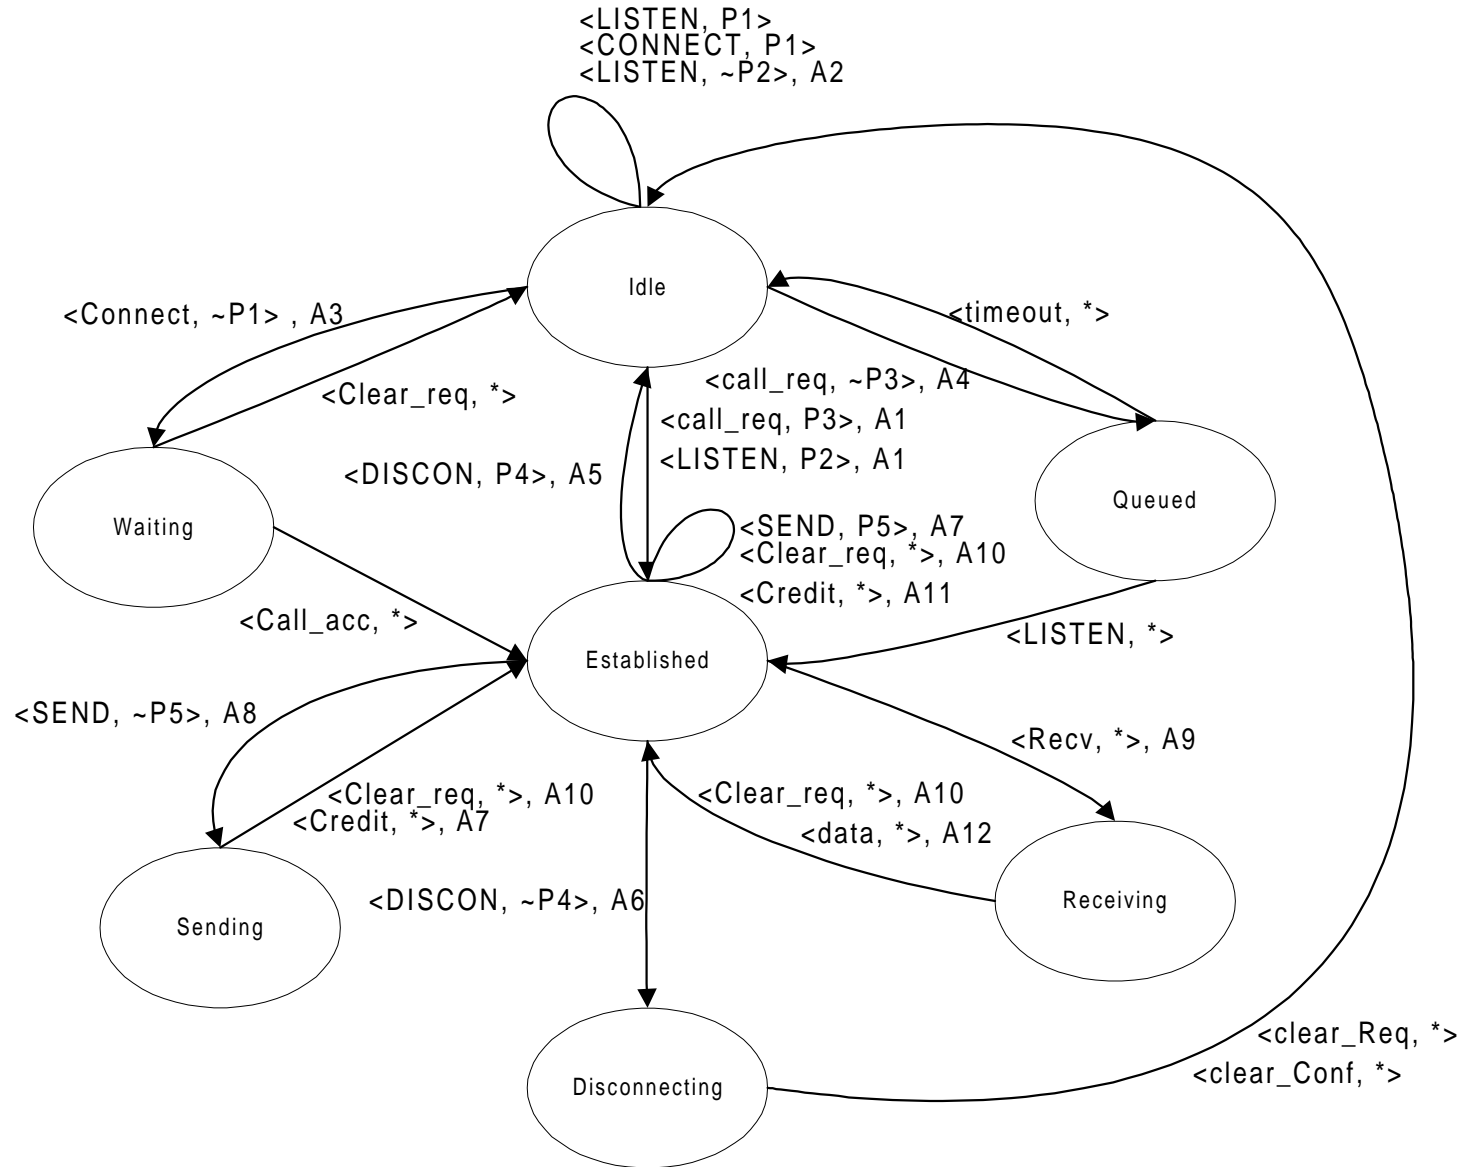 <LISTEN, P1>
<CONNECT, P1>
<LISTEN, ~P2>, A2
Idle
<Connect, ~P1> , A3
<timeout, *>
<Clear_req, *>
<call_req, ~P3>, A4
<call_req, P3>, A1
<LISTEN, P2>, A1
<DISCON, P4>, A5
Queued
Waiting
<SEND, P5>, A7
<Clear_req, *>, A10
<Credit, *>, A11
<Call_acc, *>
<LISTEN, *>
Established
<SEND, ~P5>, A8
<Recv, *>, A9
<Clear_req, *>, A10
<Credit, *>, A7
<Clear_req, *>, A10
<data, *>, A12
<DISCON, ~P4>, A6
Receiving
Sending
<clear_Req, *>
<clear_Conf, *>
Disconnecting